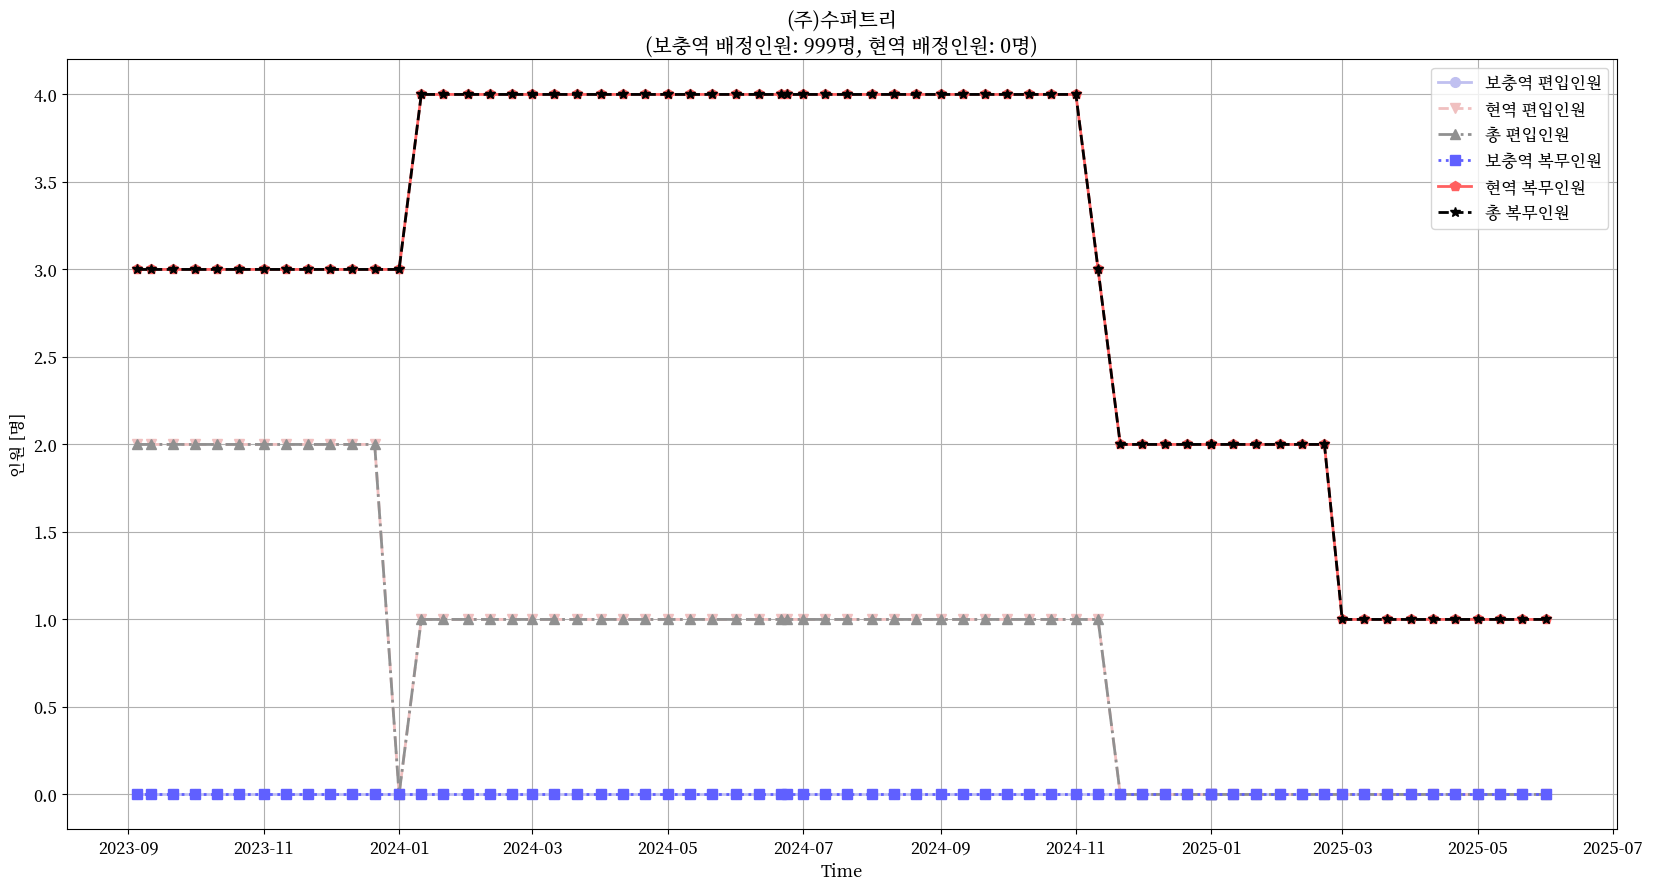 (주)수퍼트리
(보충역 배정인원: 999명, 현역 배정인원: 0명)
4.0
3.5
3.0
2.5
2.0
1.5
1.0
0.5
0.0
인원 [명]
보충역 편입인원
현역 편입인원
총 편입인원
보충역 복무인원
현역 복무인원
총 복무인원
2023-09 2023-11 2024-01 2024-03 2024-05 2024-07 2024-09 2024-11 2025-01 2025-03 2025-05 2025-07
Time